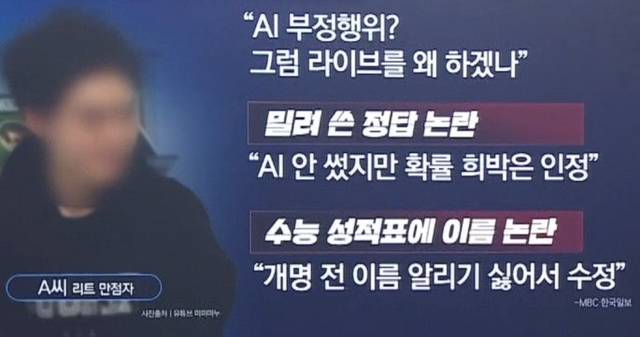 "AI 부정행위?
그럼 라이브를 왜 하겠나"
밀려 쓴 정답 논란
"AI 안 썼지만 확률 희박은 인정"
수능 성적표에 이름 논란
"개명 전 이름 알리기 싫어서 수정"
-MBC·한국일보
A씨 리트 만점자
사진출처 | 유튜브 미미미누